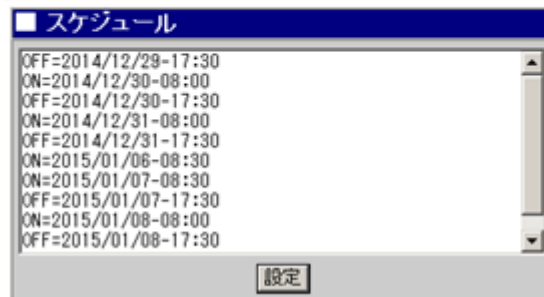 ■ スケジュール
OFF=2014/12/29-17:30
ON=2014/12/30-08:00
OFF=2014/12/30-17:30
ON=2014/12/31-08:00
OFF=2014/12/31-17:30
ON=2015/01/06-08:30
ON=2015/01/07-08:30
OFF=2015/01/07-17:30
ON=2015/01/08-08:00
OFF=2015/01/08-17:30
設定